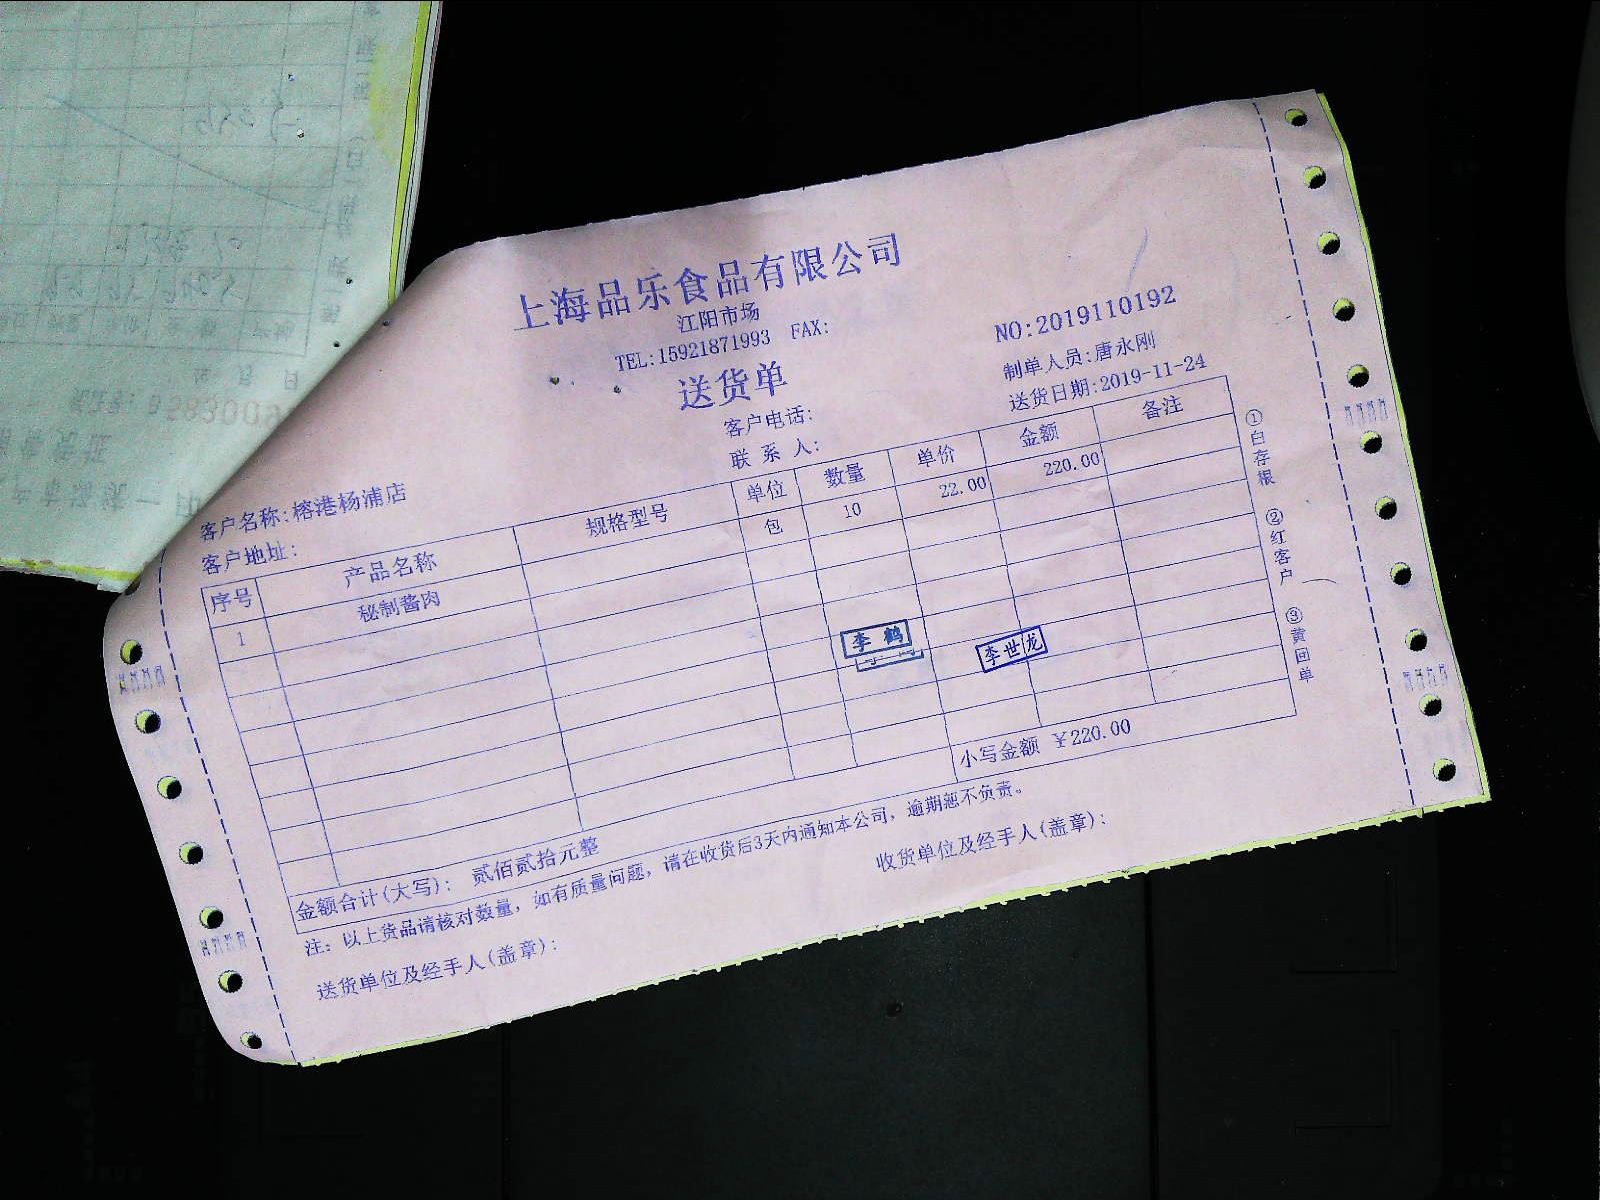 上海品乐食品有限公司
江阳市场
TEL:15921871993 FAX:
NO:2019110192
送货单
制单人员:唐永刚
客户电话:
送货日期:2019-11-24
联 系 人:
客户名称:榕港杨浦店
客户地址:
序号 产品名称 规格型号 单位 数量 单价 金额 备注
1 秘制酱肉 包 10 22.00 220.00
李鹤
李世龙
金额合计(大写): 贰佰贰拾元整 小写金额 ￥220.00
注: 以上货品请核对数量, 如有质量问题, 请在收货后3天内通知本公司, 逾期恕不负责。
送货单位及经手人(盖章): 收货单位及经手人(盖章):
①白存根 ②红客户 ③黄回单